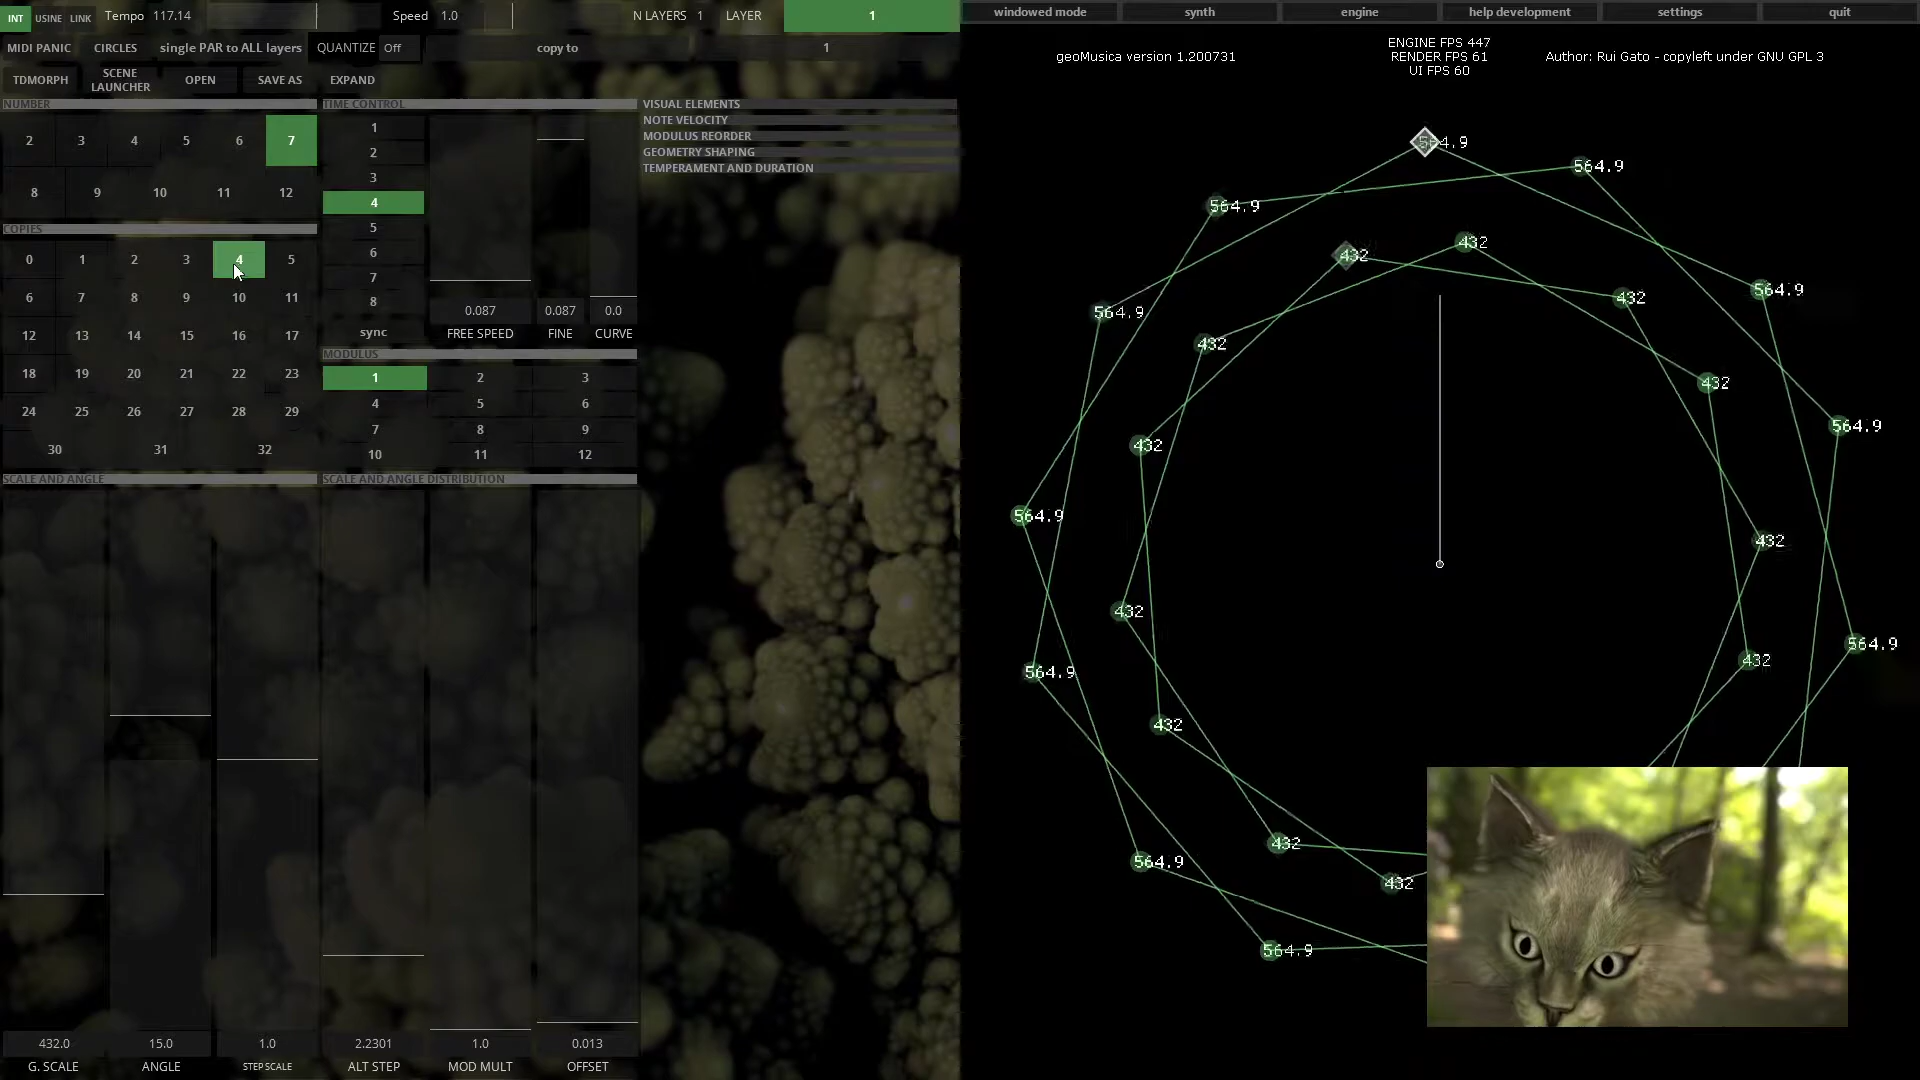 INT USINE LINK Tempo 117.14 Speed 1.0 N LAYERS 1 LAYER 1
MIDI PANIC CIRCLES single PAR to ALL layers QUANTIZE Off copy to 1
TDMORPH SCENE LAUNCHER OPEN SAVE AS EXPAND
NUMBER
2 3 4 5 6 7
8 9 10 11 12
COPIES
0 1 2 3 4 5
6 7 8 9 10 11
12 13 14 15 16 17
18 19 20 21 22 23
24 25 26 27 28 29
30 31 32
TIME CONTROL
1
2
3
4
5
6
7
8
sync
0.087 0.087 0.0
FREE SPEED FINE CURVE
MODULUS
1 2 3
4 5 6
7 8 9
10 11 12
SCALE AND ANGLE
SCALE AND ANGLE DISTRIBUTION
432.0 15.0 1.0 2.2301 1.0 0.013
G. SCALE ANGLE STEPSCALE ALT STEP MOD MULT OFFSET
VISUAL ELEMENTS
NOTE VELOCITY
MODULUS REORDER
GEOMETRY SHAPING
TEMPERAMENT AND DURATION
windowed mode synth engine help development settings quit
geoMusica version 1.200731
ENGINE FPS 447
RENDER FPS 61
UI FPS 60
Author: Rui Gato - copyleft under GNU GPL 3
564.9
564.9
564.9
432
432
564.9
432
564.9
432
432
564.9
432
564.9
432
432
564.9
564.9
432
432
564.9
432
564.9
432
564.9
432